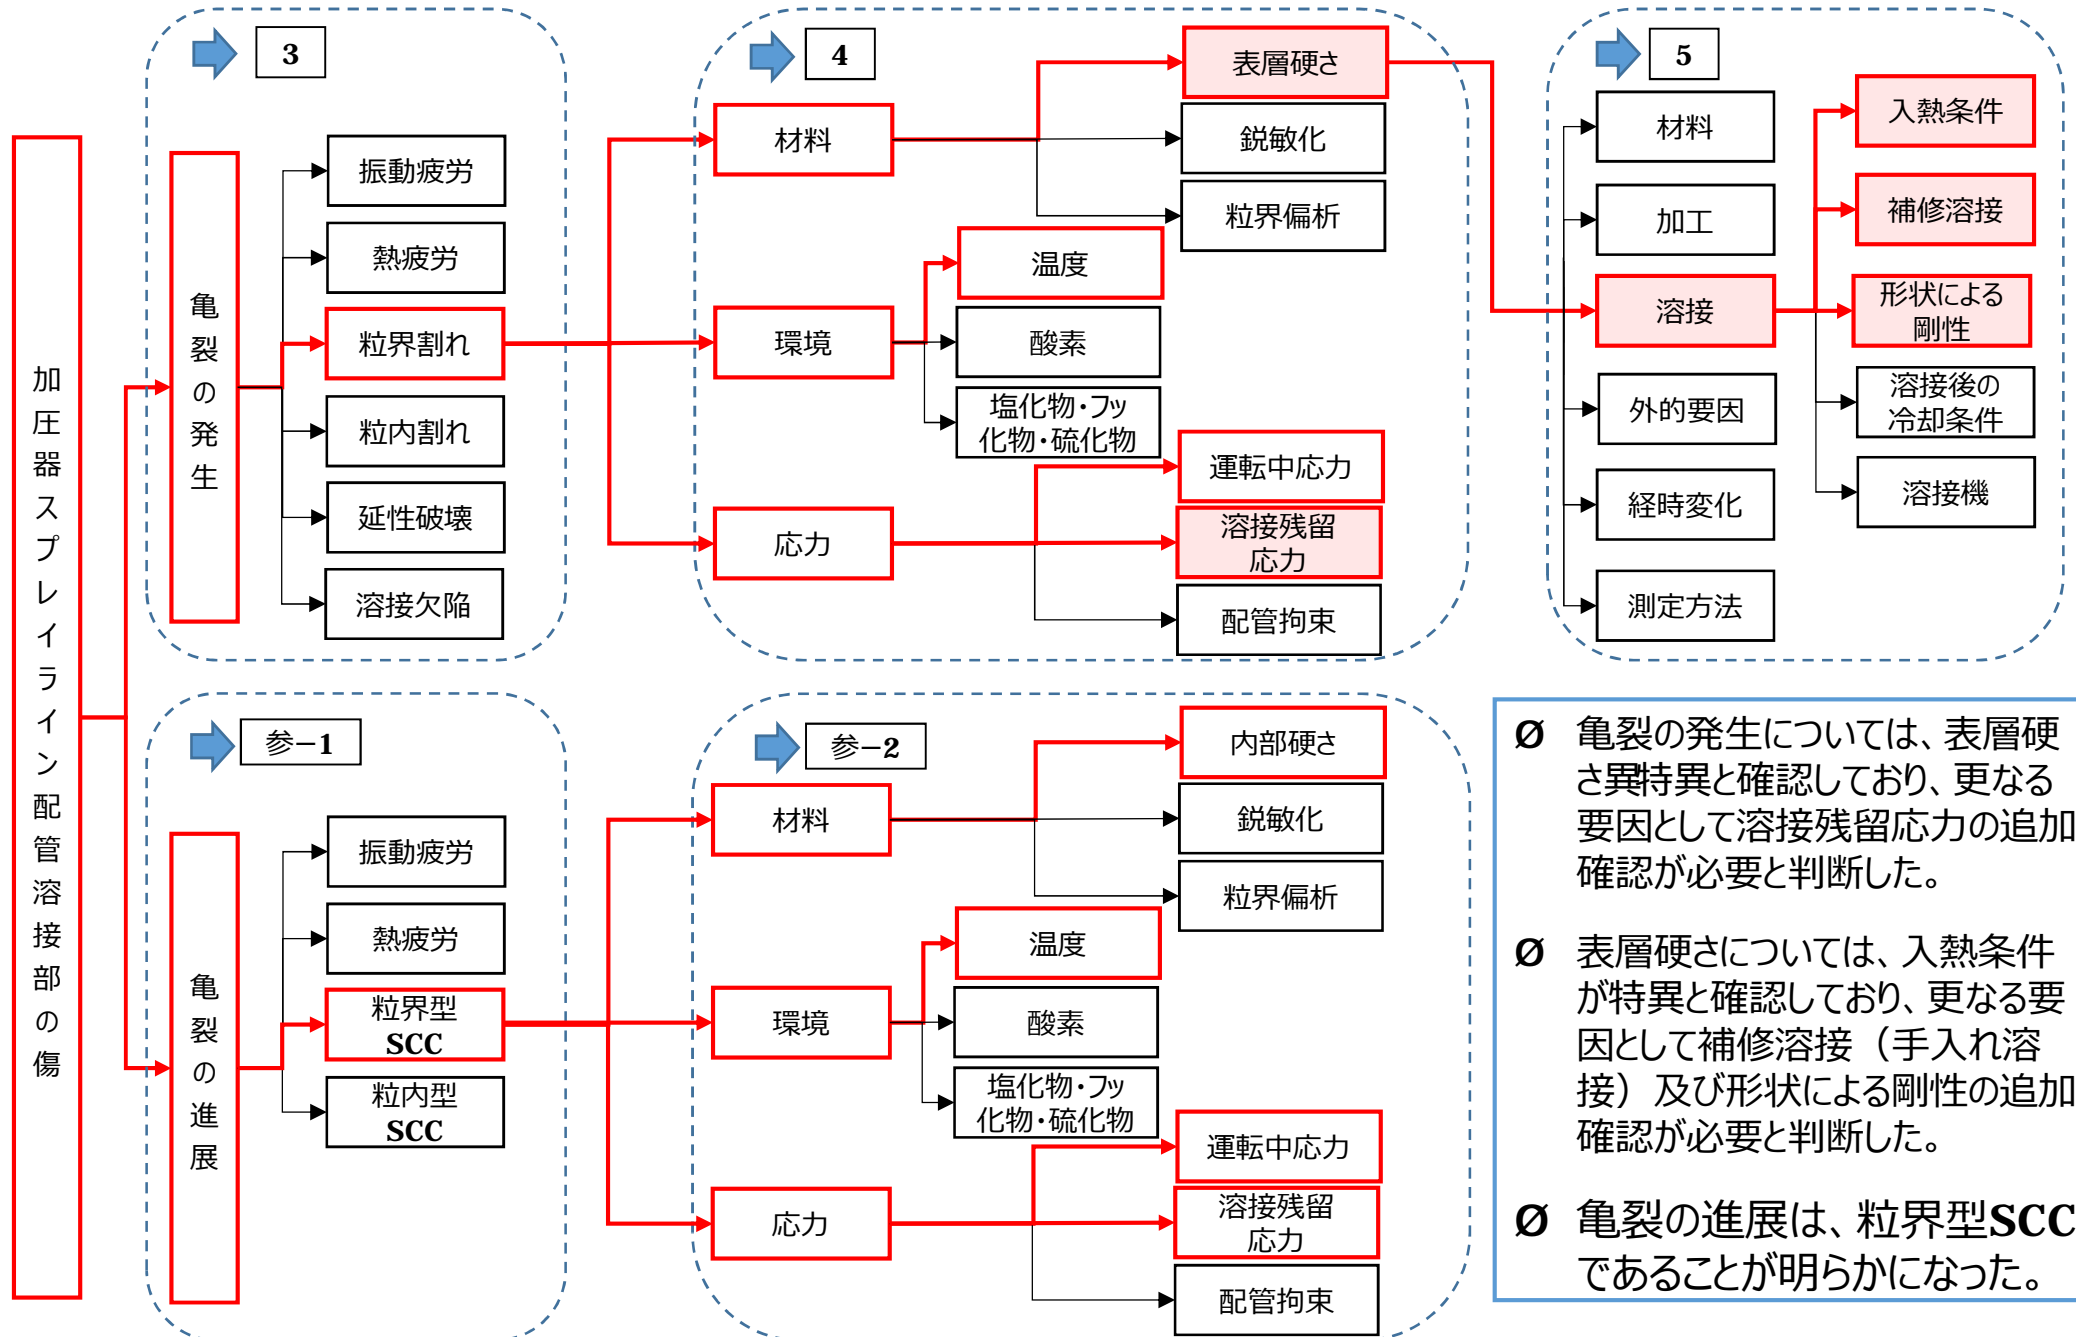 加圧器スプレイライン配管溶接部の傷
3
亀裂の発生
振動疲労
熱疲労
粒界割れ
粒内割れ
延性破壊
溶接欠陥
4
材料
表層硬さ
鋭敏化
粒界偏析
環境
温度
酸素
塩化物・フッ
化物・硫化物
応力
運転中応力
溶接残留
応力
配管拘束
5
材料
加工
溶接
外的要因
経時変化
測定方法
入熱条件
補修溶接
形状による
剛性
溶接後の
冷却条件
溶接機
参−1
亀裂の進展
振動疲労
熱疲労
粒界型
SCC
粒内型
SCC
参−2
材料
内部硬さ
鋭敏化
粒界偏析
環境
温度
酸素
塩化物・フッ
化物・硫化物
応力
運転中応力
溶接残留
応力
配管拘束
Ø 亀裂の発生については、表層硬
さ異特異と確認しており、更なる
要因として溶接残留応力の追加
確認が必要と判断した。
Ø 表層硬さについては、入熱条件
が特異と確認しており、更なる要
因として補修溶接（手入れ溶
接）及び形状による剛性の追加
確認が必要と判断した。
Ø 亀裂の進展は、粒界型SCC
であることが明らかになった。